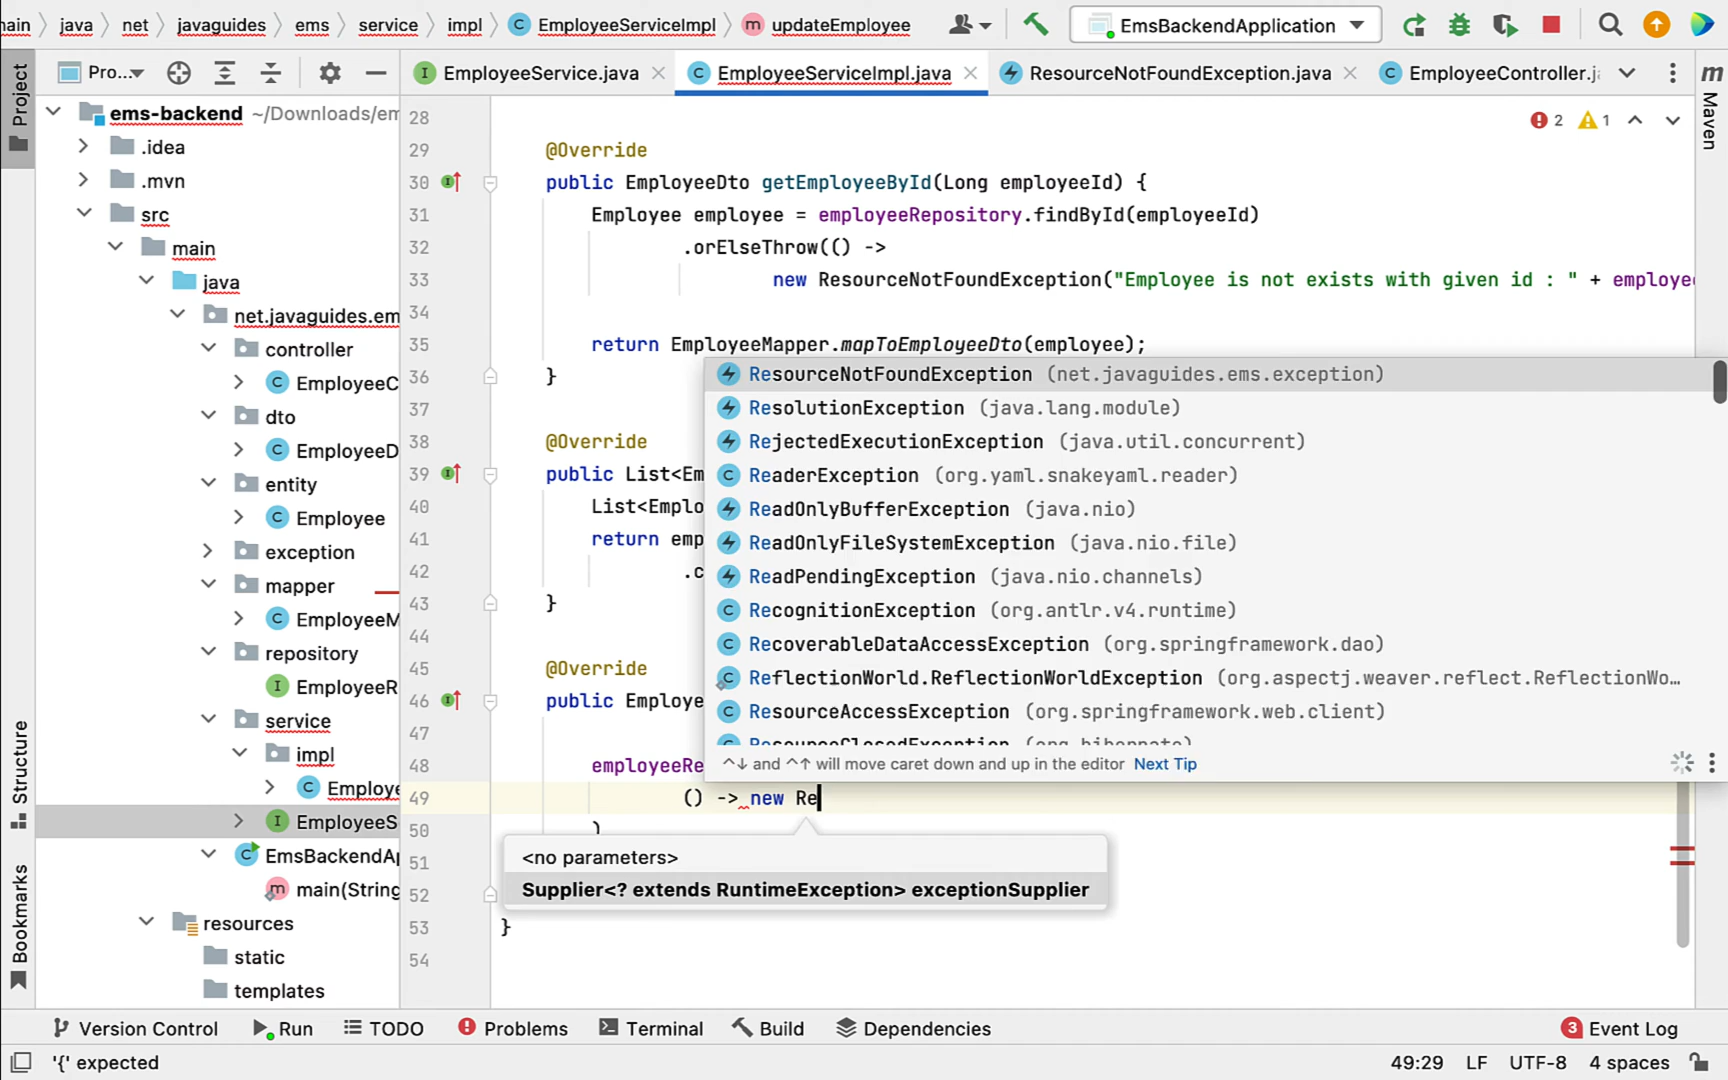 main
java
net
javaguides
ems
service
impl
EmployeeServiceImpl
updateEmployee
EmsBackendApplication
Project
Pro...
EmployeeService.java
EmployeeServiceImpl.java
ResourceNotFoundException.java
EmployeeController.j
Maven
ems-backend ~/Downloads/em
.idea
.mvn
src
main
java
net.javaguides.em
controller
EmployeeC
dto
EmployeeD
entity
Employee
exception
mapper
EmployeeM
repository
EmployeeR
service
impl
Employe
EmployeeS
EmsBackendAp
main(String
resources
static
templates
Structure
Bookmarks
2 1
28
29 @Override
30 public EmployeeDto getEmployeeById(Long employeeId) {
31 Employee employee = employeeRepository.findById(employeeId)
32 .orElseThrow(() ->
33 new ResourceNotFoundException("Employee is not exists with given id : " + employe
34
35 return EmployeeMapper.mapToEmployeeDto(employee);
36 }
37
38 @Override
39 public List<Em
40 List<Emplo
41 return emp
42 .c
43 }
44
45 @Override
46 public Employe
47
48 employeeRe
49 () -> new Re
50 )
51
52
53 }
54
ResourceNotFoundException (net.javaguides.ems.exception)
ResolutionException (java.lang.module)
RejectedExecutionException (java.util.concurrent)
ReaderException (org.yaml.snakeyaml.reader)
ReadOnlyBufferException (java.nio)
ReadOnlyFileSystemException (java.nio.file)
ReadPendingException (java.nio.channels)
RecognitionException (org.antlr.v4.runtime)
RecoverableDataAccessException (org.springframework.dao)
ReflectionWorld.ReflectionWorldException (org.aspectj.weaver.reflect.ReflectionWo...
ResourceAccessException (org.springframework.web.client)
ResourceClosedException (org.hibernate)
^↓ and ^↑ will move caret down and up in the editor Next Tip
<no parameters>
Supplier<? extends RuntimeException> exceptionSupplier
Version Control
Run
TODO
Problems
Terminal
Build
Dependencies
3 Event Log
'{' expected
49:29 LF UTF-8 4 spaces